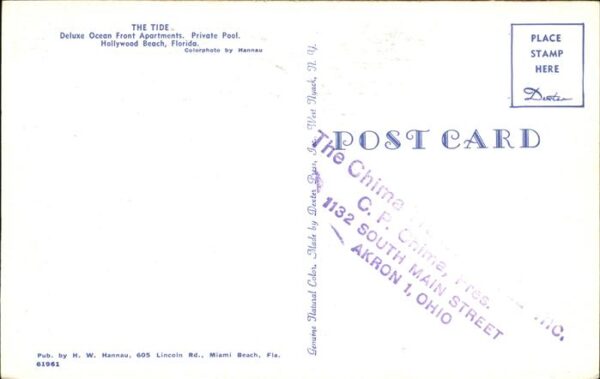 THE TIDE.
Deluxe Ocean Front Apartments. Private Pool.
Hollywood Beach, Florida.
Colorphoto by Hannau
PLACE
STAMP
HERE
Dexter
POST CARD
Genuine Natural Color. Made by Dexter Press, Inc. West Nyack, N. Y.
The Chima INC.
C. P. Chima, Pres.
1132 SOUTH MAIN STREET
AKRON 1, OHIO
Pub. by H. W. Hannau, 605 Lincoln Rd., Miami Beach, Fla.
61961